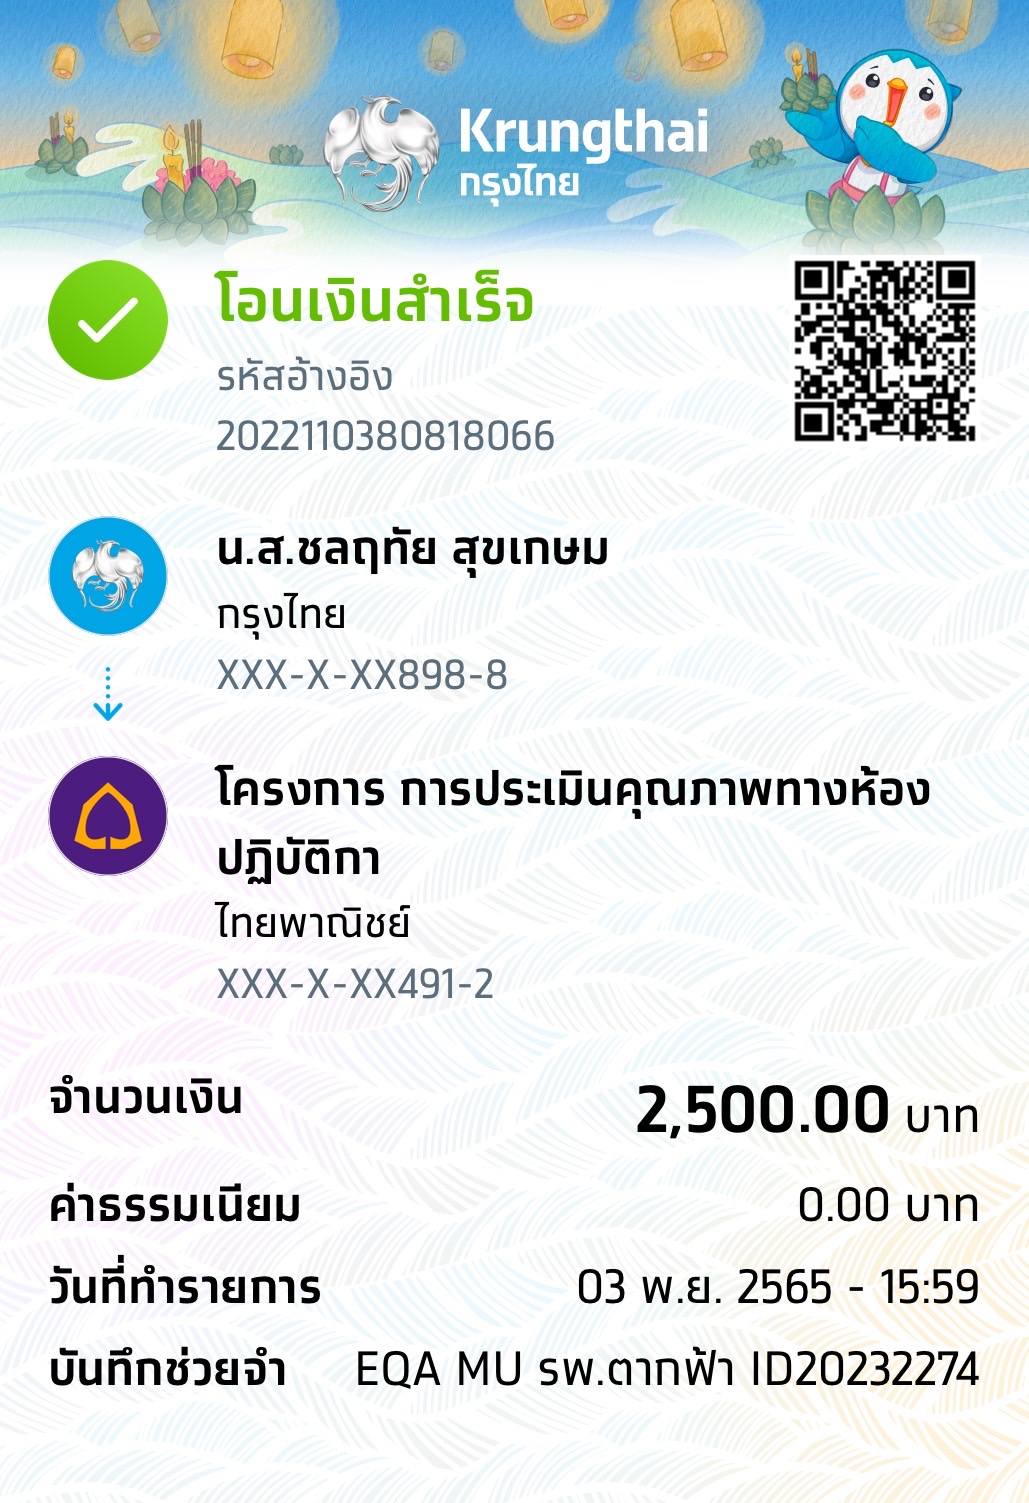 Krungthai
กรุงไทย
โอนเงินสำเร็จ
รหัสอ้างอิง
2022110380818066
น.ส.ชลฤทัย สุขเกษม
กรุงไทย
XXX-X-XX898-8
โครงการ การประเมินคุณภาพทางห้อง
ปฏิบัติกา
ไทยพาณิชย์
XXX-X-XX491-2
จำนวนเงิน 2,500.00 บาท
ค่าธรรมเนียม 0.00 บาท
วันที่ทำรายการ 03 พ.ย. 2565 - 15:59
บันทึกช่วยจำ EQA MU รพ.ตากฟ้า ID20232274